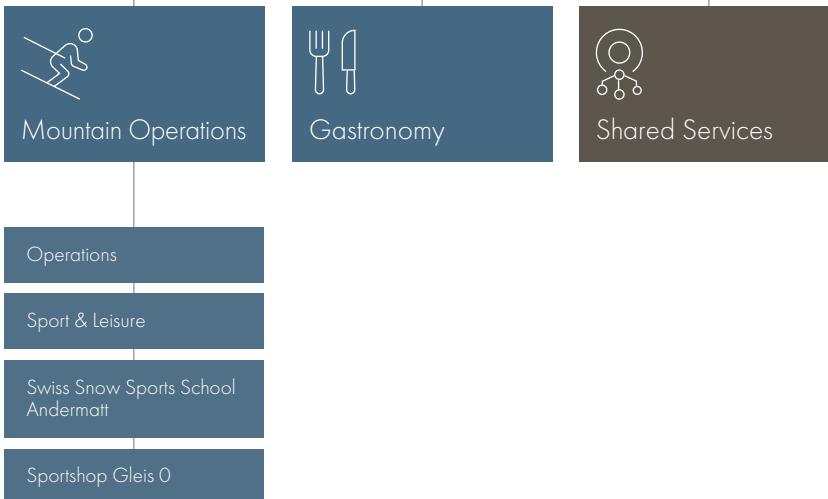 Mountain Operations
Gastronomy
Shared Services
Operations
Sport & Leisure
Swiss Snow Sports School
Andermatt
Sportshop Gleis 0